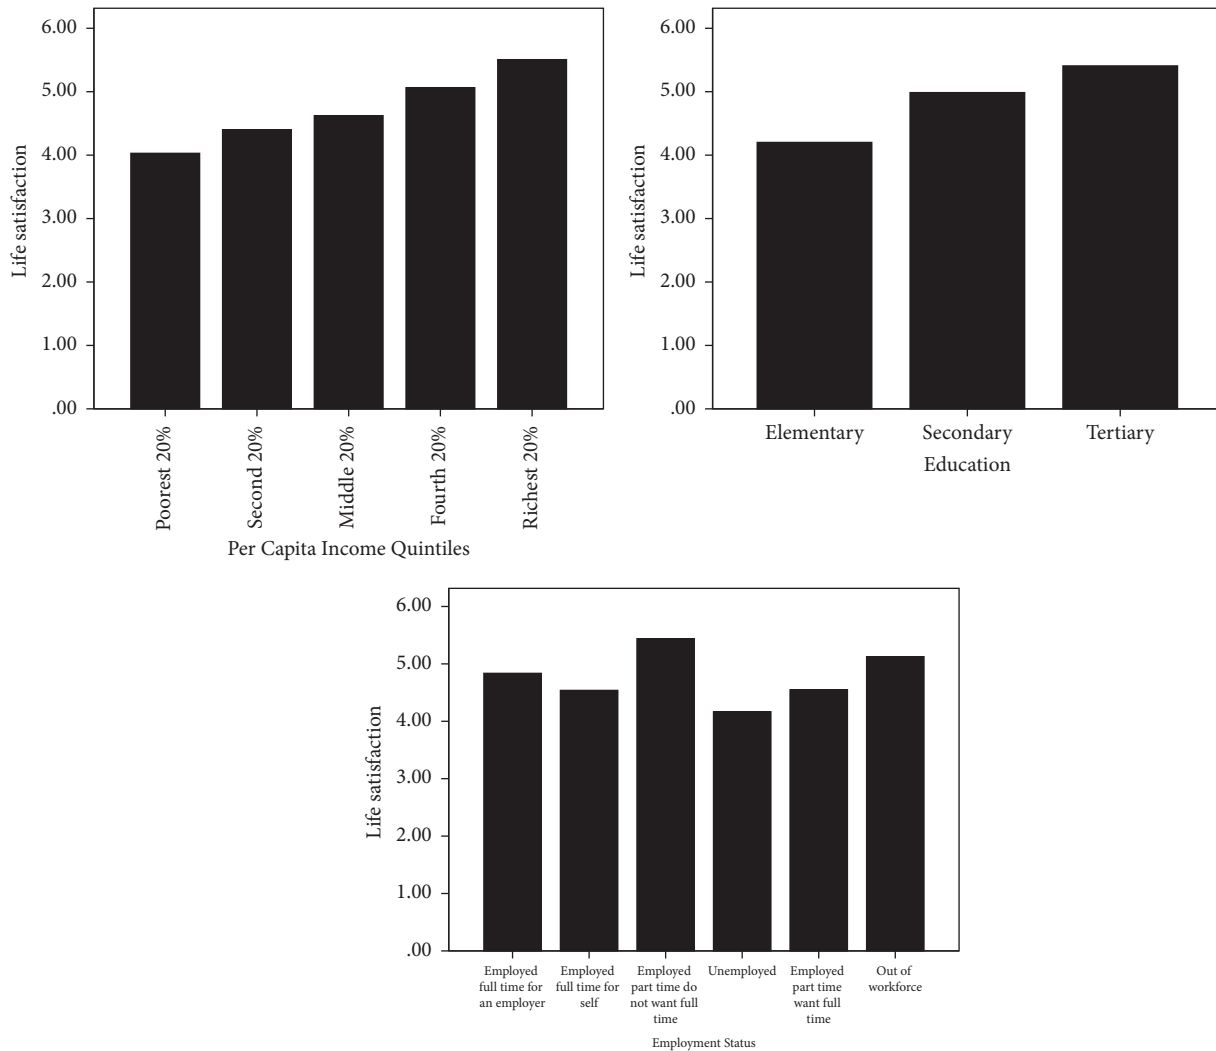 6.00
5.00
4.00
3.00
2.00
1.00
.00
Life satisfaction
Poorest 20%
Second 20%
Middle 20%
Fourth 20%
Richest 20%
Per Capita Income Quintiles
6.00
5.00
4.00
3.00
2.00
1.00
.00
Life satisfaction
Elementary
Secondary
Tertiary
Education
6.00
5.00
4.00
3.00
2.00
1.00
.00
Life satisfaction
Employed
full time for
an employer
Employed
full time for
self
Employed
part time do
not want full
time
Unemployed
Employed
part time
want full
time
Out of
workforce
Employment Status